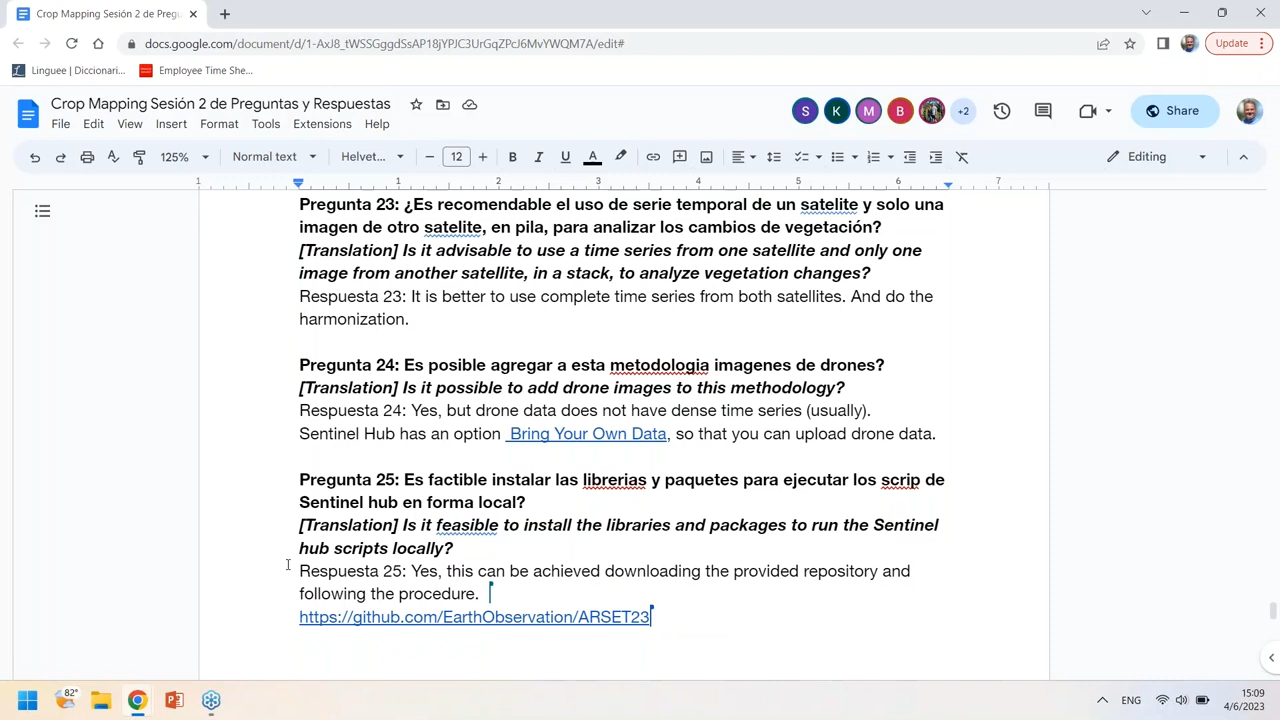 Crop Mapping Sesión 2 de Preg
docs.google.com/document/d/1-AxJ8_tWSSGggdSsAP18jYPJC3UrGqZPcJ6MvYWQM7A/edit#
Update
Linguee | Diccionari...
Employee Time She...
Crop Mapping Sesión 2 de Preguntas y Respuestas
+2
Share
File Edit View Insert Format Tools Extensions Help
125% Normal text Helvet... 12 Editing
1 1 2 3 4 5 6 7
Pregunta 23: ¿Es recomendable el uso de serie temporal de un satelite y solo una
imagen de otro satelite, en pila, para analizar los cambios de vegetación?
[Translation] Is it advisable to use a time series from one satellite and only one
image from another satellite, in a stack, to analyze vegetation changes?
Respuesta 23: It is better to use complete time series from both satellites. And do the
harmonization.
Pregunta 24: Es posible agregar a esta metodologia imagenes de drones?
[Translation] Is it possible to add drone images to this methodology?
Respuesta 24: Yes, but drone data does not have dense time series (usually).
Sentinel Hub has an option Bring Your Own Data, so that you can upload drone data.
Pregunta 25: Es factible instalar las librerias y paquetes para ejecutar los scrip de
Sentinel hub en forma local?
[Translation] Is it feasible to install the libraries and packages to run the Sentinel
hub scripts locally?
Respuesta 25: Yes, this can be achieved downloading the provided repository and
following the procedure.
https://github.com/EarthObservation/ARSET23
82°
ENG
15:09
4/6/2023